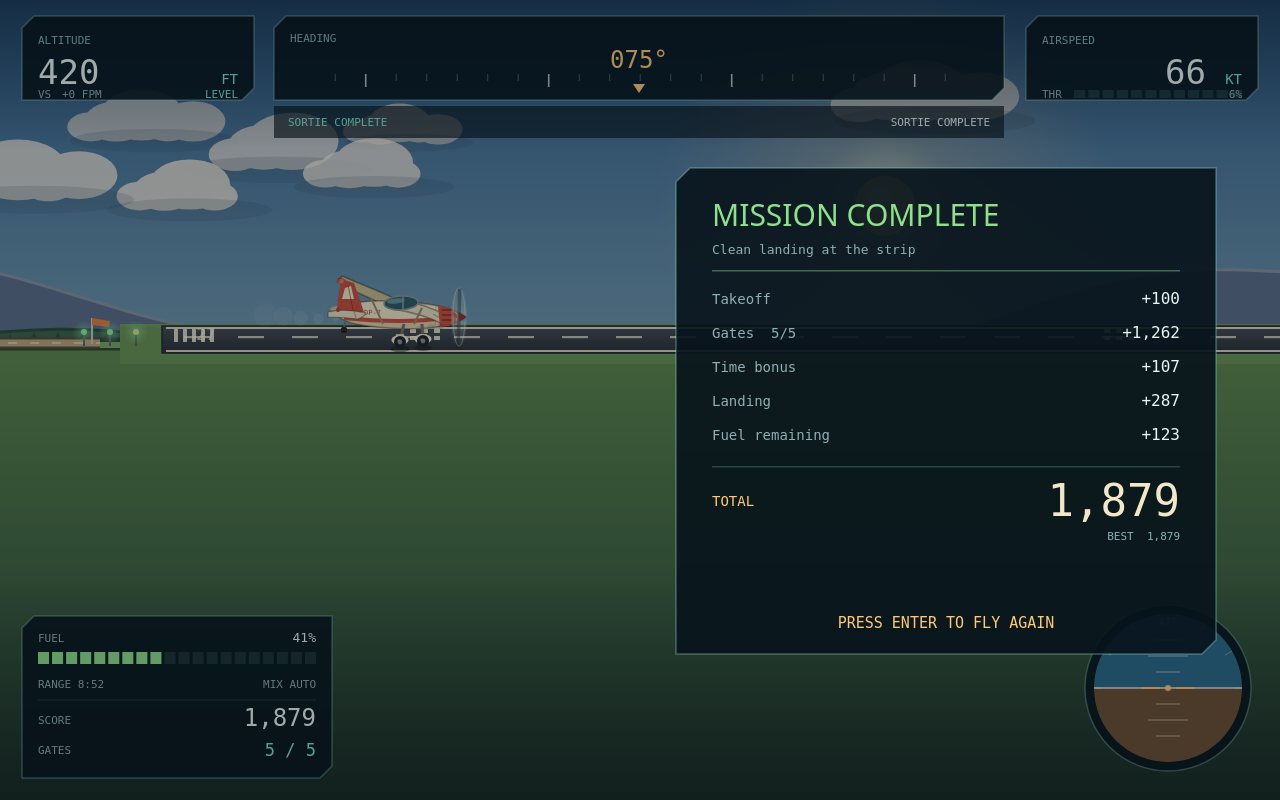 ALTITUDE
420 FT
VS +0 FPM LEVEL
HEADING
075°
AIRSPEED
66 KT
THR 6%
SORTIE COMPLETE SORTIE COMPLETE
MISSION COMPLETE
Clean landing at the strip
Takeoff +100
Gates 5/5 +1,262
Time bonus +107
Landing +287
Fuel remaining +123
TOTAL 1,879
BEST 1,879
PRESS ENTER TO FLY AGAIN
FUEL 41%
RANGE 8:52 MIX AUTO
SCORE 1,879
GATES 5 / 5